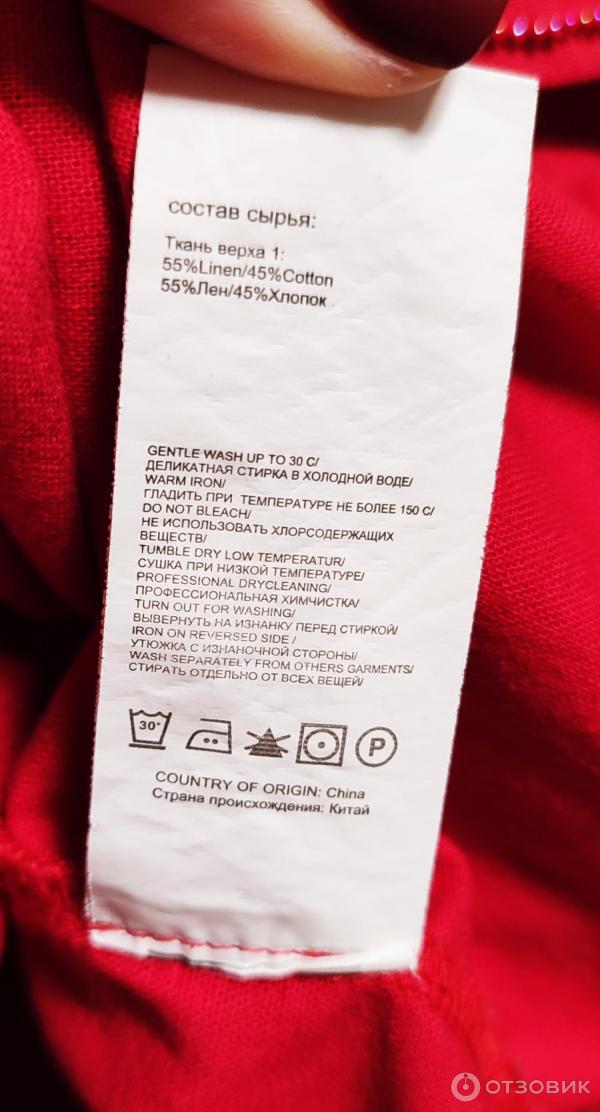 состав сырья:
Ткань верха 1:
55%Linen/45%Cotton
55%Лен/45%Хлопок
GENTLE WASH UP TO 30 C/
ДЕЛИКАТНАЯ СТИРКА В ХОЛОДНОЙ ВОДЕ/
WARM IRON/
ГЛАДИТЬ ПРИ ТЕМПЕРАТУРЕ НЕ БОЛЕЕ 150 С/
DO NOT BLEACH/
НЕ ИСПОЛЬЗОВАТЬ ХЛОРСОДЕРЖАЩИХ
ВЕЩЕСТВ/
TUMBLE DRY LOW TEMPERATUR/
СУШКА ПРИ НИЗКОЙ ТЕМПЕРАТУРЕ/
PROFESSIONAL DRYCLEANING/
ПРОФЕССИОНАЛЬНАЯ ХИМЧИСТКА/
TURN OUT FOR WASHING/
ВЫВЕРНУТЬ НА ИЗНАНКУ ПЕРЕД СТИРКОЙ/
IRON ON REVERSED SIDE /
УТЮЖКА С ИЗНАНОЧНОЙ СТОРОНЫ/
WASH SEPARATELY FROM OTHERS GARMENTS/
СТИРАТЬ ОТДЕЛЬНО ОТ ВСЕХ ВЕЩЕЙ/
30° P
COUNTRY OF ORIGIN: China
Страна происхождения: Китай
ОТЗОВИК